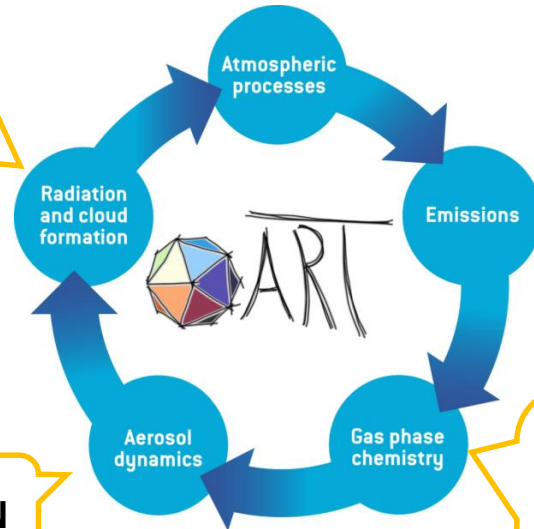 Atmospheric
processes
Radiation
and cloud
formation
Emissions
ART
Aerosol
dynamics
Gas phase
chemistry